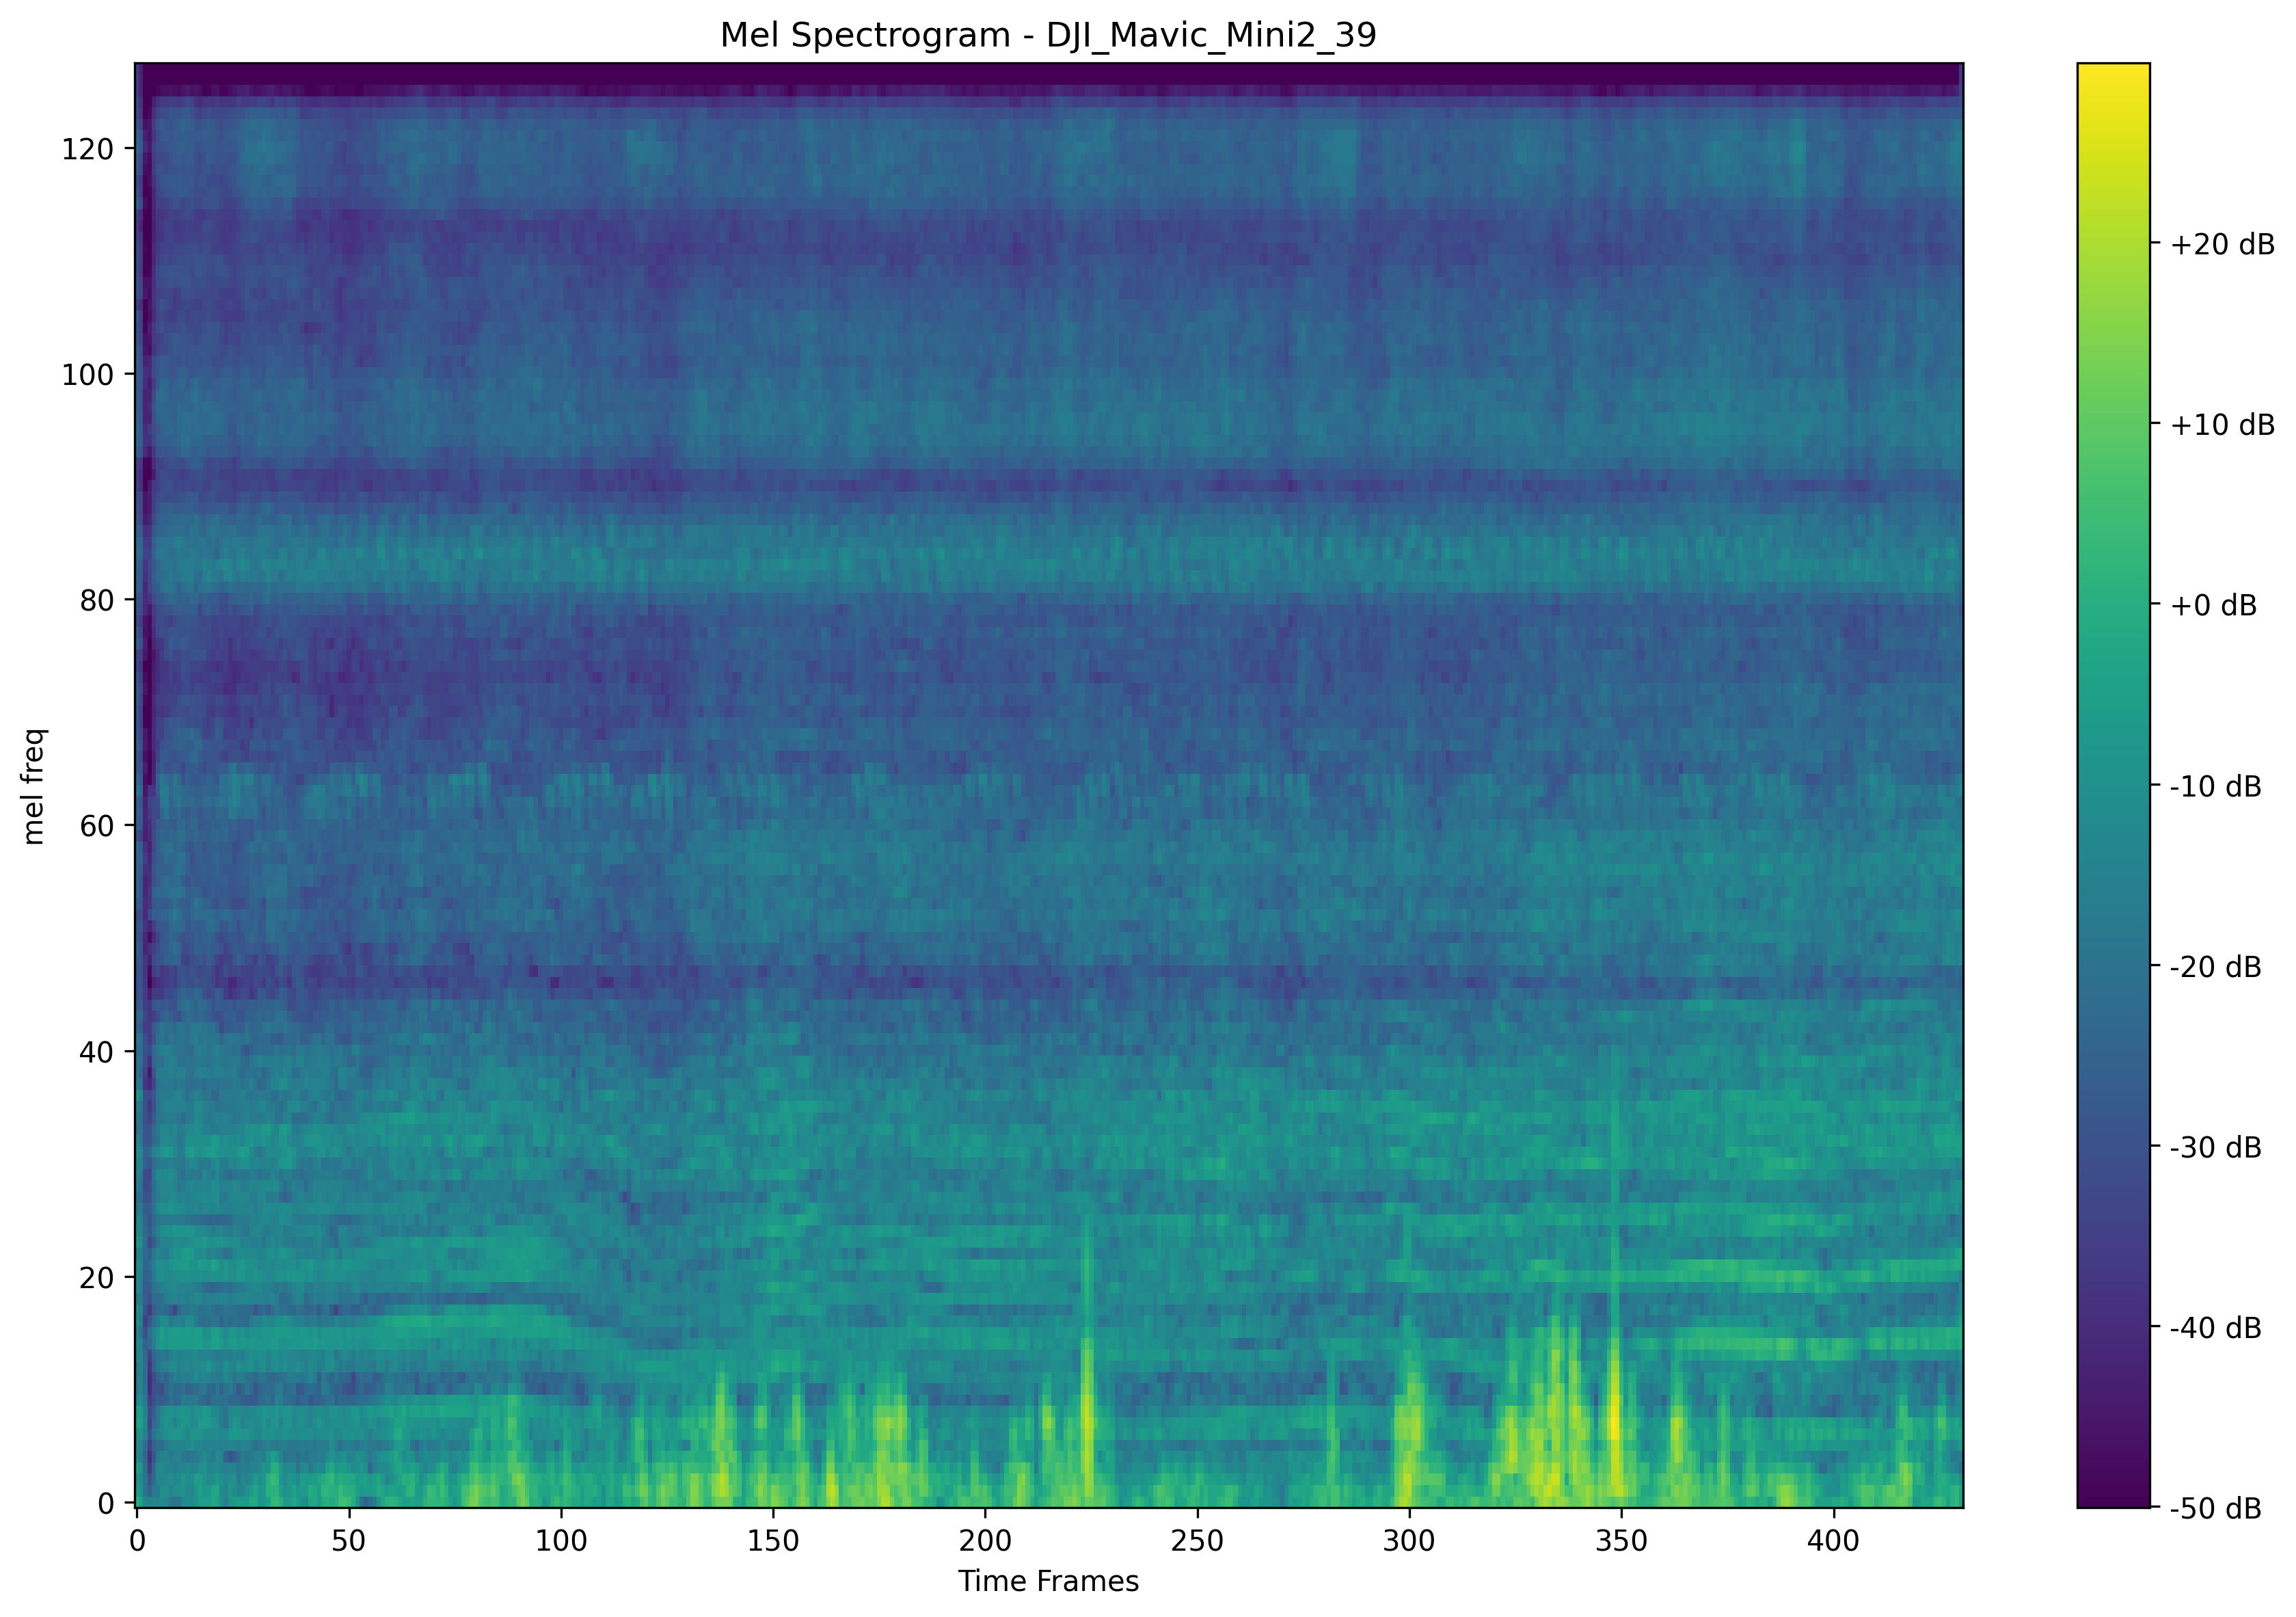 Mel Spectrogram - DJI_Mavic_Mini2_39
mel freq
120
100
80
60
40
20
0
0 50 100 150 200 250 300 350 400
Time Frames
+20 dB
+10 dB
+0 dB
-10 dB
-20 dB
-30 dB
-40 dB
-50 dB